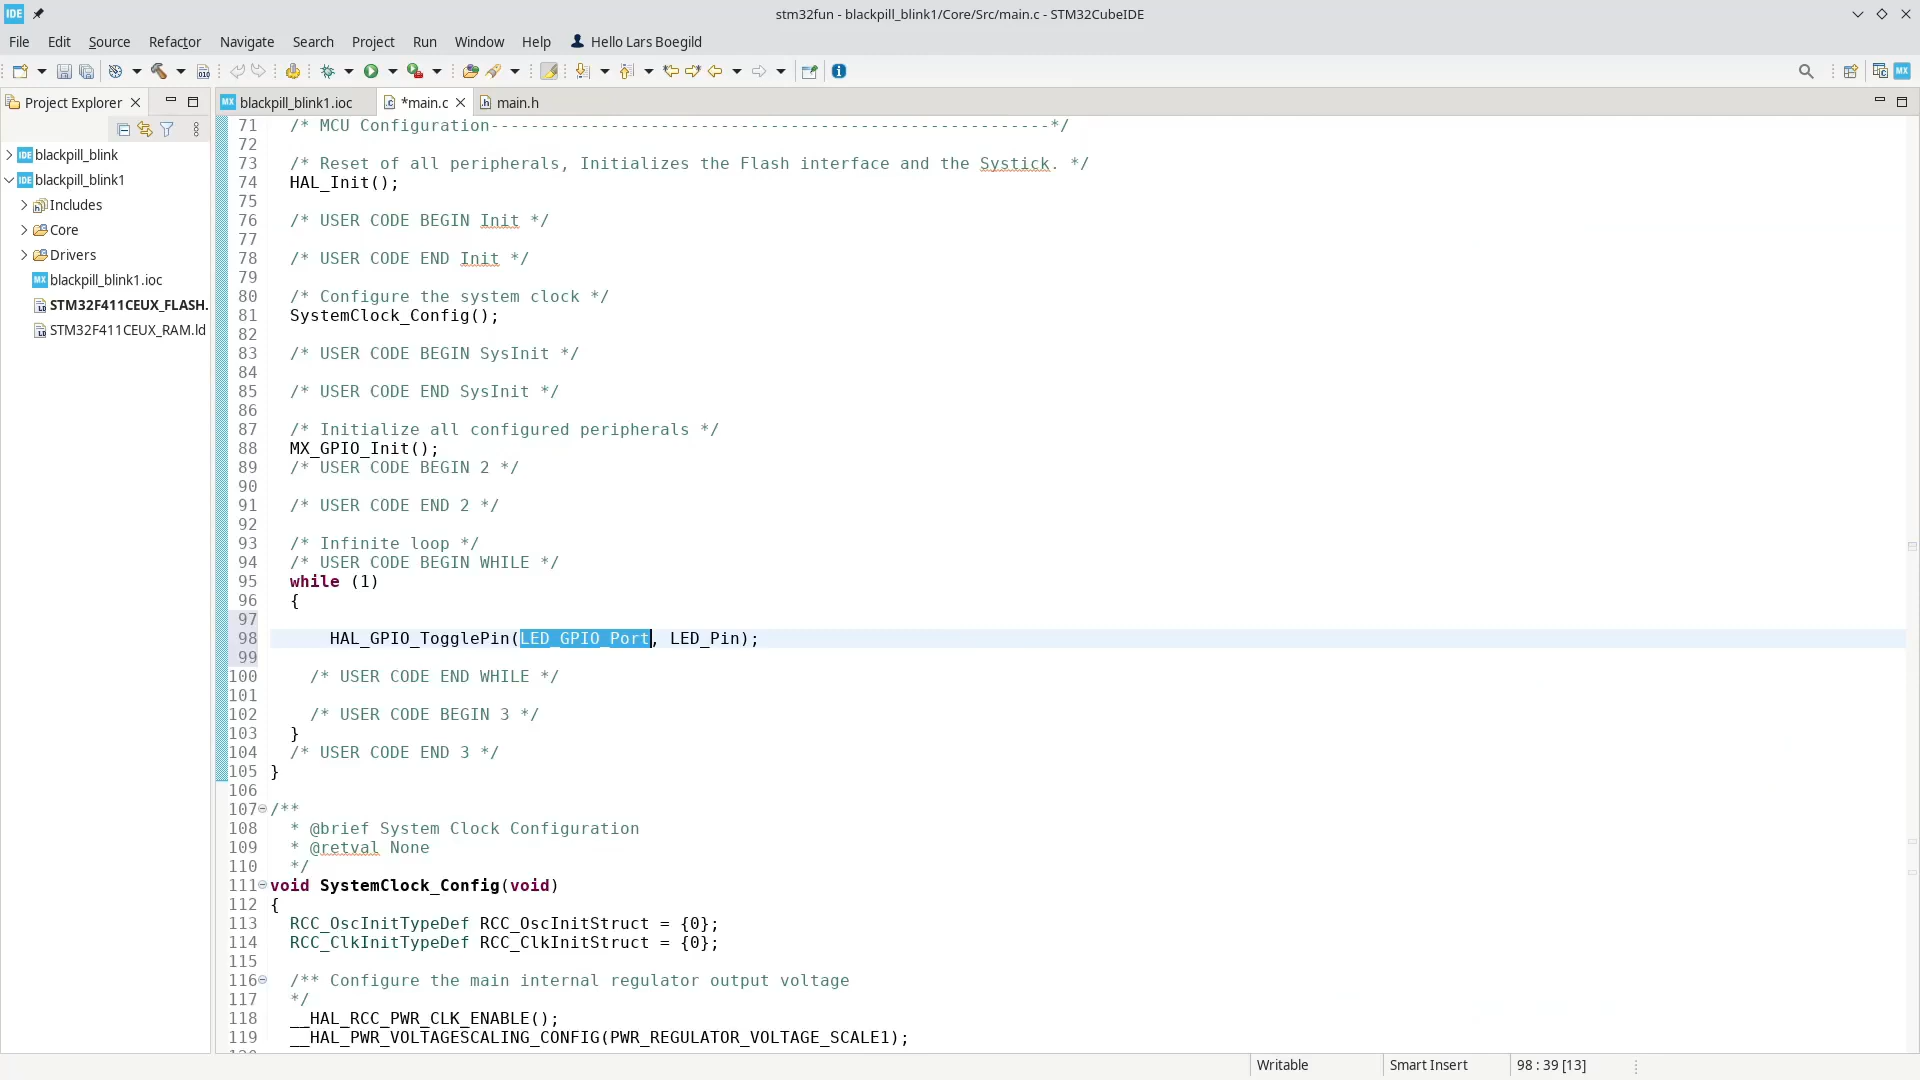 IDE
stm32fun - blackpill_blink1/Core/Src/main.c - STM32CubeIDE
File Edit Source Refactor Navigate Search Project Run Window Help Hello Lars Boegild
Project Explorer
MX blackpill_blink1.ioc
*main.c
main.h
IDE blackpill_blink
IDE blackpill_blink1
Includes
Core
Drivers
MX blackpill_blink1.ioc
STM32F411CEUX_FLASH.
STM32F411CEUX_RAM.ld
71 /* MCU Configuration--------------------------------------------------------*/
72
73 /* Reset of all peripherals, Initializes the Flash interface and the Systick. */
74 HAL_Init();
75
76 /* USER CODE BEGIN Init */
77
78 /* USER CODE END Init */
79
80 /* Configure the system clock */
81 SystemClock_Config();
82
83 /* USER CODE BEGIN SysInit */
84
85 /* USER CODE END SysInit */
86
87 /* Initialize all configured peripherals */
88 MX_GPIO_Init();
89 /* USER CODE BEGIN 2 */
90
91 /* USER CODE END 2 */
92
93 /* Infinite loop */
94 /* USER CODE BEGIN WHILE */
95 while (1)
96 {
97
98 HAL_GPIO_TogglePin(LED_GPIO_Port, LED_Pin);
99
100 /* USER CODE END WHILE */
101
102 /* USER CODE BEGIN 3 */
103 }
104 /* USER CODE END 3 */
105 }
106
107 /**
108 * @brief System Clock Configuration
109 * @retval None
110 */
111 void SystemClock_Config(void)
112 {
113 RCC_OscInitTypeDef RCC_OscInitStruct = {0};
114 RCC_ClkInitTypeDef RCC_ClkInitStruct = {0};
115
116 /** Configure the main internal regulator output voltage
117 */
118 __HAL_RCC_PWR_CLK_ENABLE();
119 __HAL_PWR_VOLTAGESCALING_CONFIG(PWR_REGULATOR_VOLTAGE_SCALE1);
Writable
Smart Insert
98 : 39 [13]